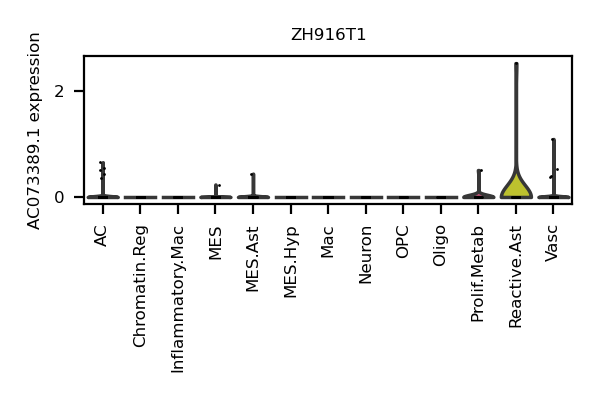 ZH916T1
AC073389.1 expression
2
0
AC
Chromatin.Reg
Inflammatory.Mac
MES
MES.Ast
MES.Hyp
Mac
Neuron
OPC
Oligo
Prolif.Metab
Reactive.Ast
Vasc